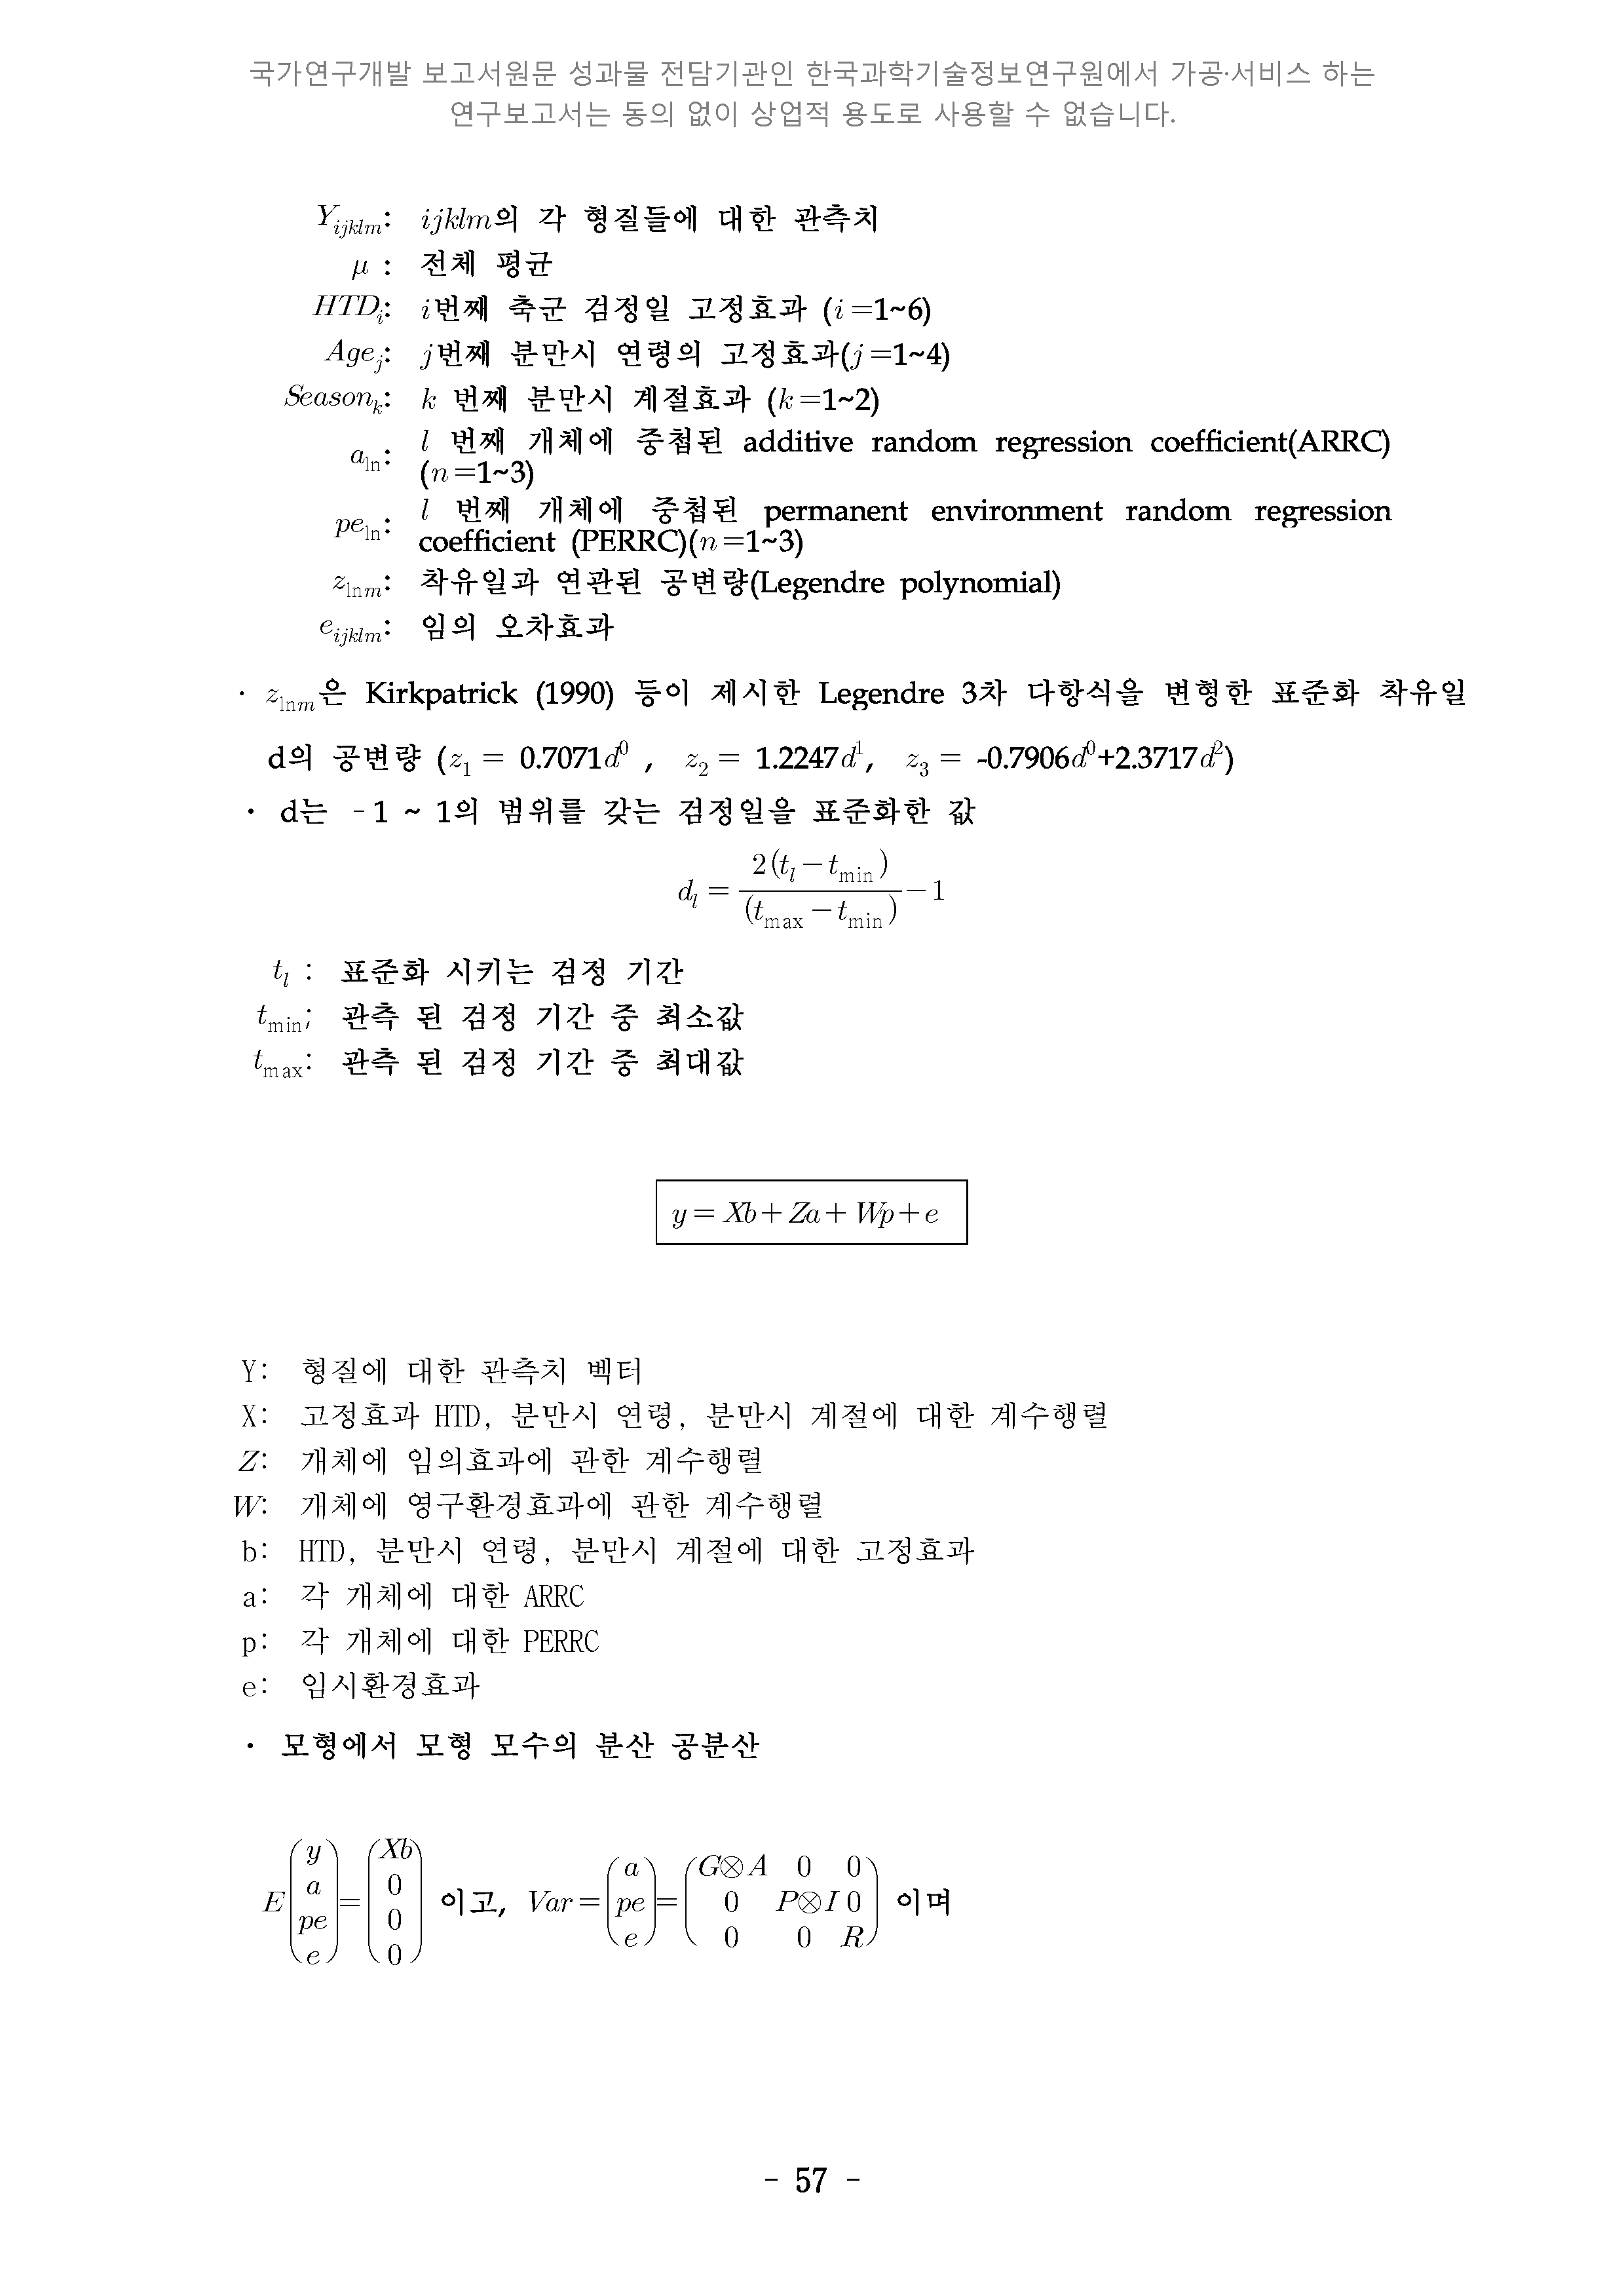 국가연구개발 보고서원문 성과물 전담기관인 한국과학기술정보연구원에서 가공·서비스 하는
연구보고서는 동의 없이 상업적 용도로 사용할 수 없습니다.
Y_{ijklm}: ijklm의 각 형질들에 대한 관측치
μ : 전체 평균
HTD_i: i번째 축군 검정일 고정효과 (i=1~6)
Age_j: j번째 분만시 연령의 고정효과(j=1~4)
Season_k: k 번째 분만시 계절효과 (k=1~2)
a_{ln}: l 번째 개체에 중첩된 additive random regression coefficient(ARRC)
(n=1~3)
pe_{ln}: l 번째 개체에 중첩된 permanent environment random regression
coefficient (PERRC)(n=1~3)
z_{lnm}: 착유일과 연관된 공변량(Legendre polynomial)
e_{ijklm}: 임의 오차효과
· z_{lnm}은 Kirkpatrick (1990) 등이 제시한 Legendre 3차 다항식을 변형한 표준화 착유일
d의 공변량 (z_1 = 0.7071d^0 , z_2 = 1.2247d^1, z_3 = -0.7906d^0+2.3717d^2)
· d는 -1 ~ 1의 범위를 갖는 검정일을 표준화한 값
d_l = \frac{2(t_l - t_{min})}{(t_{max} - t_{min})} - 1
t_l : 표준화 시키는 검정 기간
t_{min}; 관측 된 검정 기간 중 최소값
t_{max}: 관측 된 검정 기간 중 최대값
y = Xb + Za + Wp + e
Y: 형질에 대한 관측치 벡터
X: 고정효과 HTD, 분만시 연령, 분만시 계절에 대한 계수행렬
Z: 개체에 임의효과에 관한 계수행렬
W: 개체에 영구환경효과에 관한 계수행렬
b: HTD, 분만시 연령, 분만시 계절에 대한 고정효과
a: 각 개체에 대한 ARRC
p: 각 개체에 대한 PERRC
e: 임시환경효과
· 모형에서 모형 모수의 분산 공분산
E\begin{pmatrix} y \\ a \\ pe \\ e \end{pmatrix} = \begin{pmatrix} Xb \\ 0 \\ 0 \\ 0 \end{pmatrix} 이고, Var = \begin{pmatrix} a \\ pe \\ e \end{pmatrix} = \begin{pmatrix} G⊗A & 0 & 0 \\ 0 & P⊗I & 0 \\ 0 & 0 & R \end{pmatrix} 이며
- 57 -